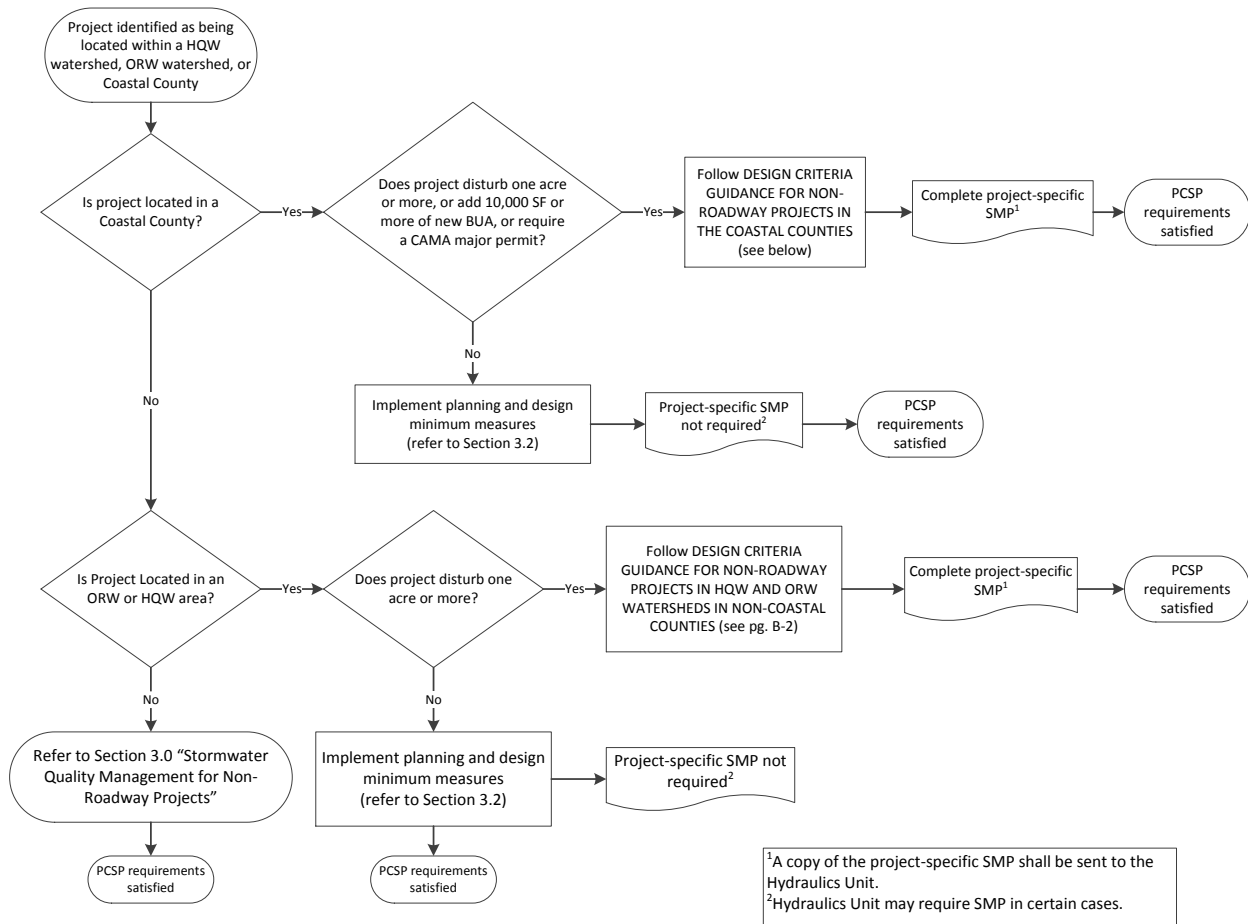 Project identified as being
located within a HQW
watershed, ORW watershed, or
Coastal County
Is project located in a
Coastal County?
Yes
Does project disturb one acre
or more, or add 10,000 SF or
more of new BUA, or require
a CAMA major permit?
Yes
Follow DESIGN CRITERIA
GUIDANCE FOR NON-
ROADWAY PROJECTS IN
THE COASTAL COUNTIES
(see below)
Complete project-specific
SMP¹
PCSP
requirements
satisfied
No
Implement planning and design
minimum measures
(refer to Section 3.2)
Project-specific SMP
not required²
PCSP
requirements
satisfied
No
Is Project Located in an
ORW or HQW area?
Yes
Does project disturb one
acre or more?
Yes
Follow DESIGN CRITERIA
GUIDANCE FOR NON-ROADWAY
PROJECTS IN HQW AND ORW
WATERSHEDS IN NON-COASTAL
COUNTIES (see pg. B-2)
Complete project-specific
SMP¹
PCSP
requirements
satisfied
No
Refer to Section 3.0 “Stormwater
Quality Management for Non-
Roadway Projects”
PCSP requirements
satisfied
No
Implement planning and design
minimum measures
(refer to Section 3.2)
Project-specific SMP not
required²
PCSP requirements
satisfied
¹A copy of the project-specific SMP shall be sent to the
Hydraulics Unit.
²Hydraulics Unit may require SMP in certain cases.